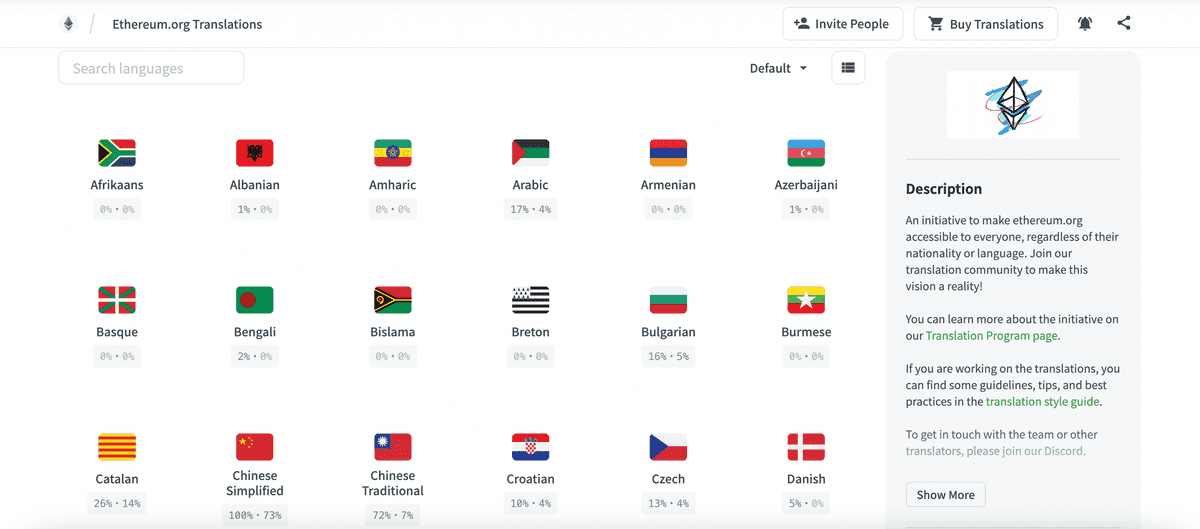 Ethereum.org Translations
Invite People
Buy Translations
Search languages
Default
Afrikaans
0% • 0%
Albanian
1% • 0%
Amharic
0% • 0%
Arabic
17% • 4%
Armenian
0% • 0%
Azerbaijani
1% • 0%
Basque
0% • 0%
Bengali
2% • 0%
Bislama
0% • 0%
Breton
0% • 0%
Bulgarian
16% • 5%
Burmese
0% • 0%
Catalan
26% • 14%
Chinese
Simplified
100% • 73%
Chinese
Traditional
72% • 7%
Croatian
10% • 4%
Czech
13% • 4%
Danish
5% • 0%
Description
An initiative to make ethereum.org
accessible to everyone, regardless of their
nationality or language. Join our
translation community to make this
vision a reality!
You can learn more about the initiative on
our Translation Program page.
If you are working on the translations, you
can find some guidelines, tips, and best
practices in the translation style guide.
To get in touch with the team or other
translators, please join our Discord.
Show More